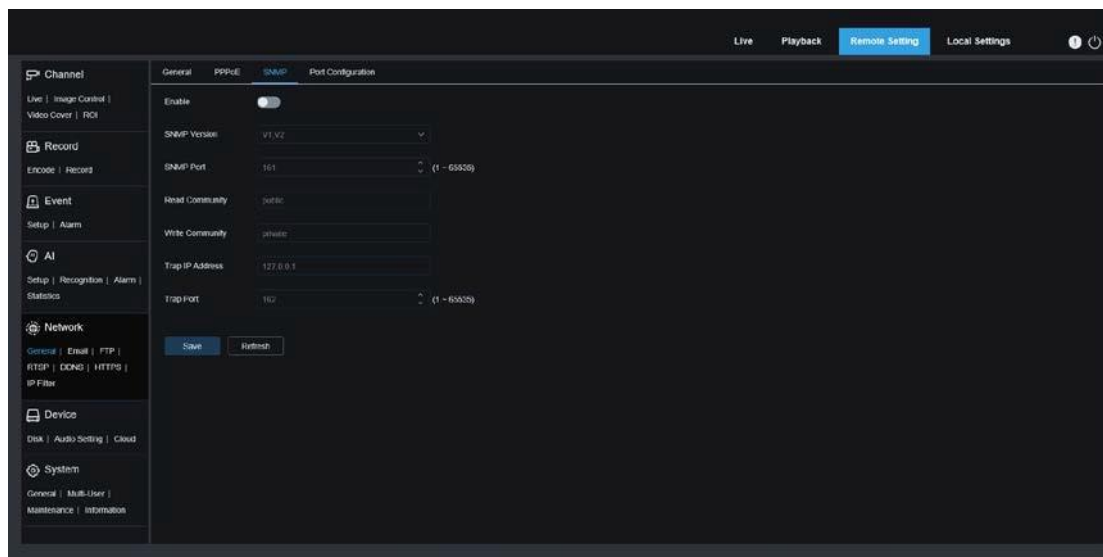 Live Playback Remote Setting Local Settings
Channel
Live | Image Control |
Video Cover | ROI
Record
Encode | Record
Event
Setup | Alarm
AI
Setup | Recognition | Alarm |
Statistics
Network
General | Email | FTP |
RTSP | DDNS | HTTPS |
IP Filter
Device
Disk | Audio Setting | Cloud
System
General | Multi-User |
Maintenance | Information
General PPPoE SNMP Port Configuration
Enable
SNMP Version V1,V2
SNMP Port 161 (1 ~ 65535)
Read Community public
Write Community private
Trap IP Address 127.0.0.1
Trap Port 162 (1 ~ 65535)
Save Refresh